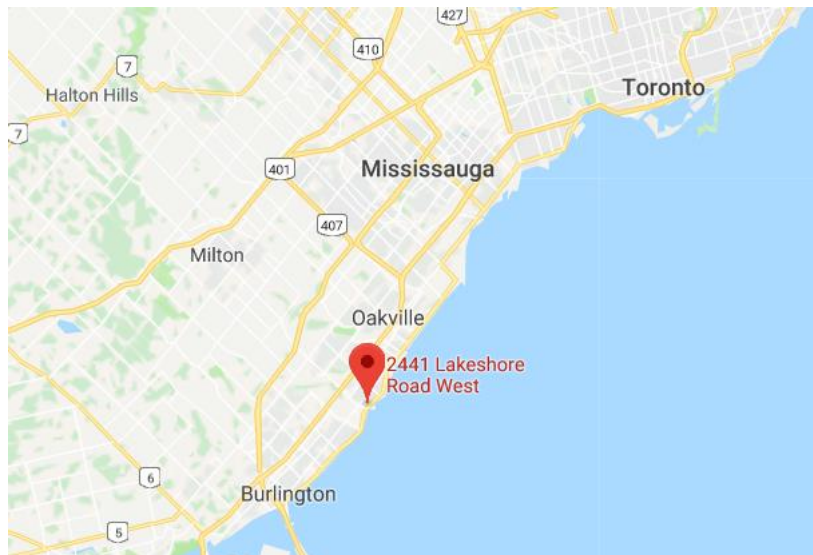 427
410
7
Toronto
Halton Hills
7
Mississauga
401
407
Milton
Oakville
2441 Lakeshore
Road West
6
Burlington
5